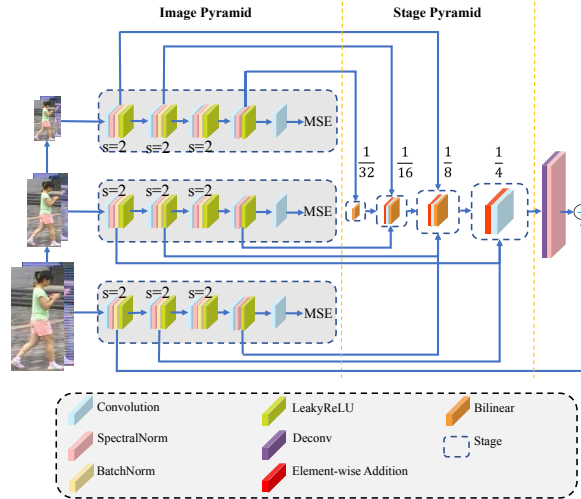 Image Pyramid
Stage Pyramid
MSE
s=2 s=2 s=2
1/32
1/16
1/8
1/4
s=2 s=2 s=2
MSE
s=2 s=2 s=2
MSE
Convolution
LeakyReLU
Bilinear
SpectralNorm
Deconv
Stage
BatchNorm
Element-wise Addition